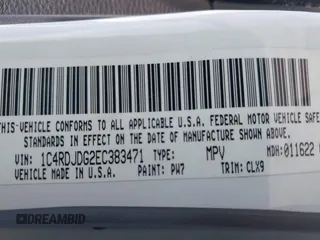 THIS VEHICLE CONFORMS TO ALL APPLICABLE U.S.A. FEDERAL MOTOR VEHICLE SAFE
STANDARDS IN EFFECT ON THE DATE OF MANUFACTURE SHOWN ABOVE.
VIN: 1C4RDJDG2EC383471 TYPE: MPV MDH: 011622
VEHICLE MADE IN U.S.A. PAINT: PW7 TRIM: CLX9
DREAMBID